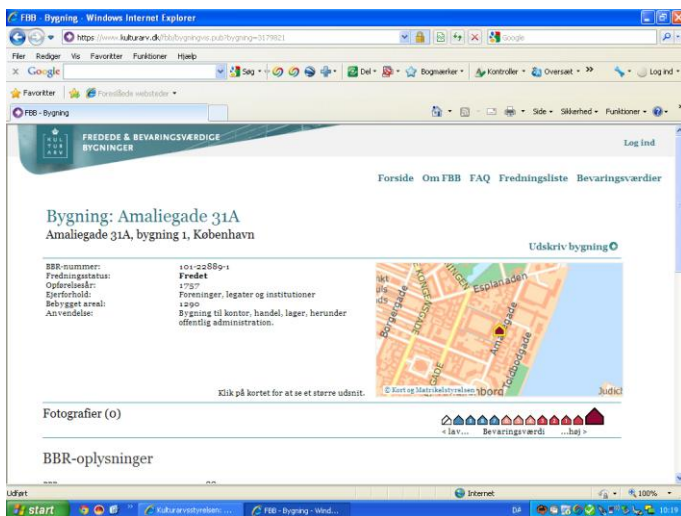 FBB - Bygning - Windows Internet Explorer
https://www.kulturarv.dk/fbb/bygningvis.pub?bygning=3179821
Google
Filer Rediger Vis Favoritter Funktioner Hjælp
Google Søg Del Bogmærker Kontroller Oversæt Log ind
Favoritter Foreslåede websteder
FBB - Bygning Side Sikkerhed Funktioner
KUL TUR ARV
FREDEDE & BEVARINGSVÆRDIGE
BYGNINGER
Log ind
Forside Om FBB FAQ Fredningsliste Bevaringsværdier
Bygning: Amaliegade 31A
Amaliegade 31A, bygning 1, København
Udskriv bygning
BBR-nummer: 101-22889-1
Fredningsstatus: Fredet
Opførelsesår: 1757
Ejerforhold: Foreninger, legater og institutioner
Bebygget areal: 1290
Anvendelse: Bygning til kontor, handel, lager, herunder
offentlig administration.
Esplanaden
Borgergade
Toldbodgade
GADE
© Kort og Matrikelstyrelsen
Klik på kortet for at se et større udsnit.
Fotografier (0)
< lav... Bevaringsværdi ...høj >
BBR-oplysninger
Udført Internet 100%
start Kulturarvsstyrelsen: ... FBB - Bygning - Wind... DA 10:19